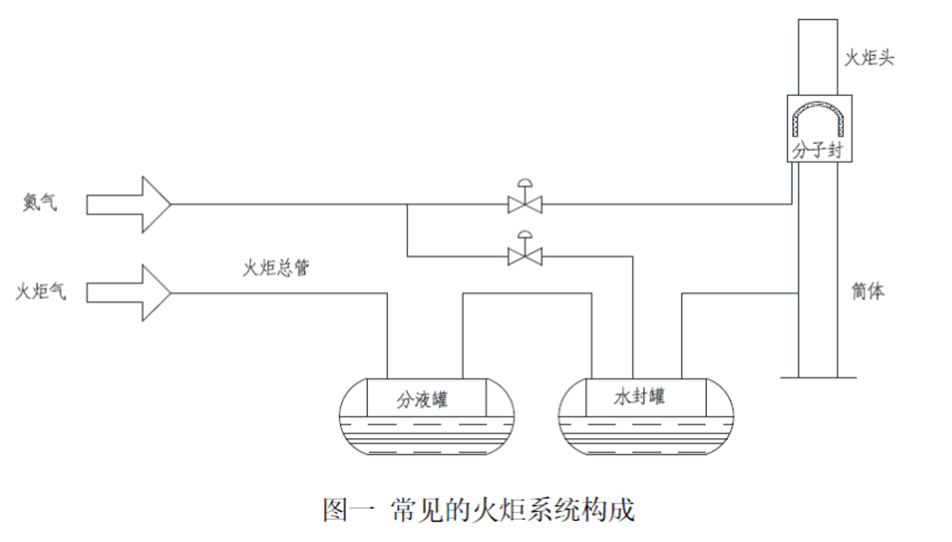 火炬头
分子封
氮气
火炬总管
火炬气
筒体
分液罐
水封罐
图一 常见的火炬系统构成